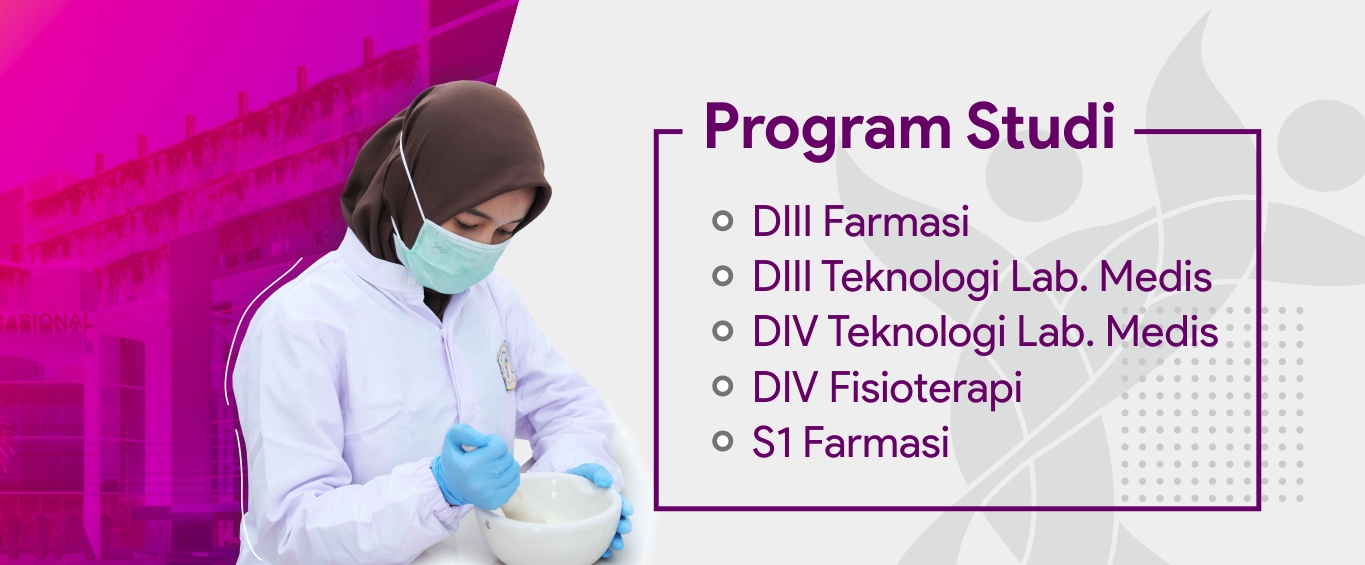 Program Studi
DIII Farmasi
DIII Teknologi Lab. Medis
DIV Teknologi Lab. Medis
DIV Fisioterapi
S1 Farmasi